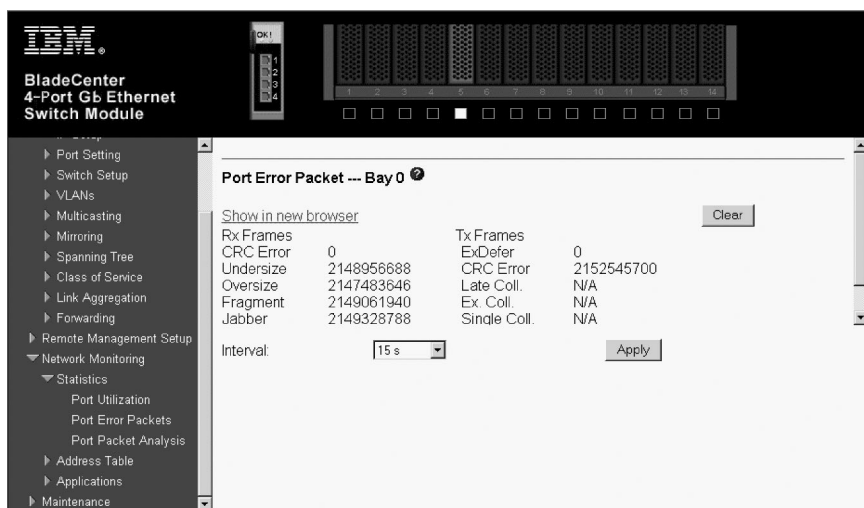 IBM.
BladeCenter
4-Port Gb Ethernet
Switch Module
OK!
1
2
3
4
1 2 3 4 5 6 7 8 9 10 11 12 13 14
Port Setting
Switch Setup
VLANs
Multicasting
Mirroring
Spanning Tree
Class of Service
Link Aggregation
Forwarding
Remote Management Setup
Network Monitoring
Statistics
Port Utilization
Port Error Packets
Port Packet Analysis
Address Table
Applications
Maintenance
Port Error Packet --- Bay 0 ?
Show in new browser Clear
Rx Frames Tx Frames
CRC Error 0 ExDefer 0
Undersize 2148956688 CRC Error 2152545700
Oversize 2147483646 Late Coll. N/A
Fragment 2149061940 Ex. Coll. N/A
Jabber 2149328788 Single Coll. N/A
Interval: 15 s Apply